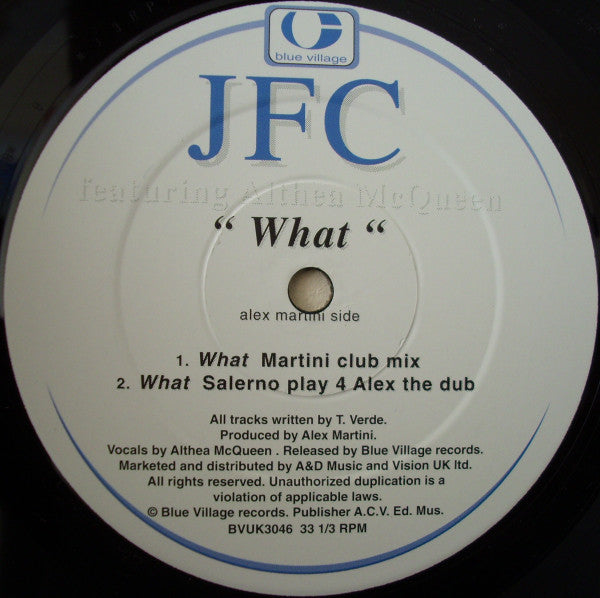 blue village
JFC
featuring Althea McQueen
“ What “
alex martini side
1. What Martini club mix
2. What Salerno play 4 Alex the dub
All tracks written by T. Verde.
Produced by Alex Martini.
Vocals by Althea McQueen . Released by Blue Village records.
Marketed and distributed by A&D Music and Vision UK ltd.
All rights reserved. Unauthorized duplication is a
violation of applicable laws.
© Blue Village records. Publisher A.C.V. Ed. Mus.
BVUK3046 33 1/3 RPM